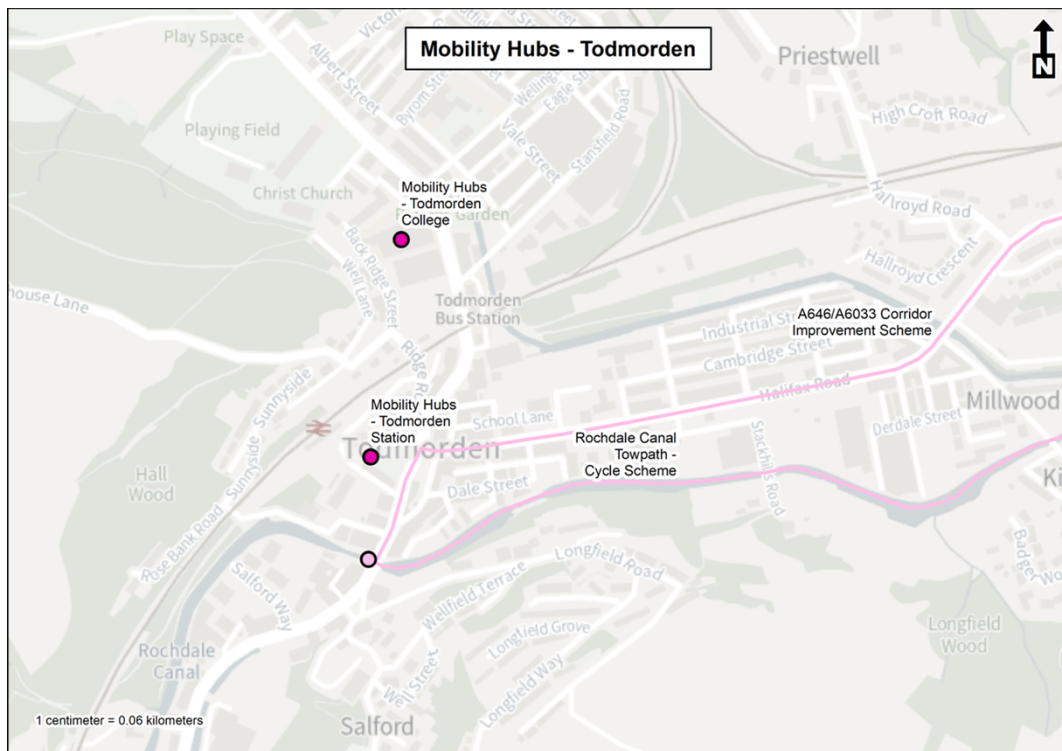 Mobility Hubs - Todmorden
N
Play Space
Albert Street
Byrom Street
Eagle Street
Vale Street
Stansfield Road
Priestwell
High Croft Road
Playing Field
Christ Church
Mobility Hubs
- Todmorden
College
Garden
Hallroyd Road
Hallroyd Crescent
Back Ridge Street
Well Lane
Todmorden
Bus Station
house Lane
Ridge
A646/A6033 Corridor
Improvement Scheme
Industrial
Cambridge Street
Halifax Road
Sunnyside
Mobility Hubs
- Todmorden
Station
School Lane
Todmorden
Derdale Street
Millwood
Rochdale Canal
Towpath -
Cycle Scheme
Stackhills Road
Dale Street
Hall
Wood
Sunnyside
Rose Bank Road
Salford Way
Longfield Road
Wellfield Terrace
Longfield Grove
Longfield Way
Well Street
Rochdale
Canal
Badger
Longfield
Wood
Salford
1 centimeter = 0.06 kilometers